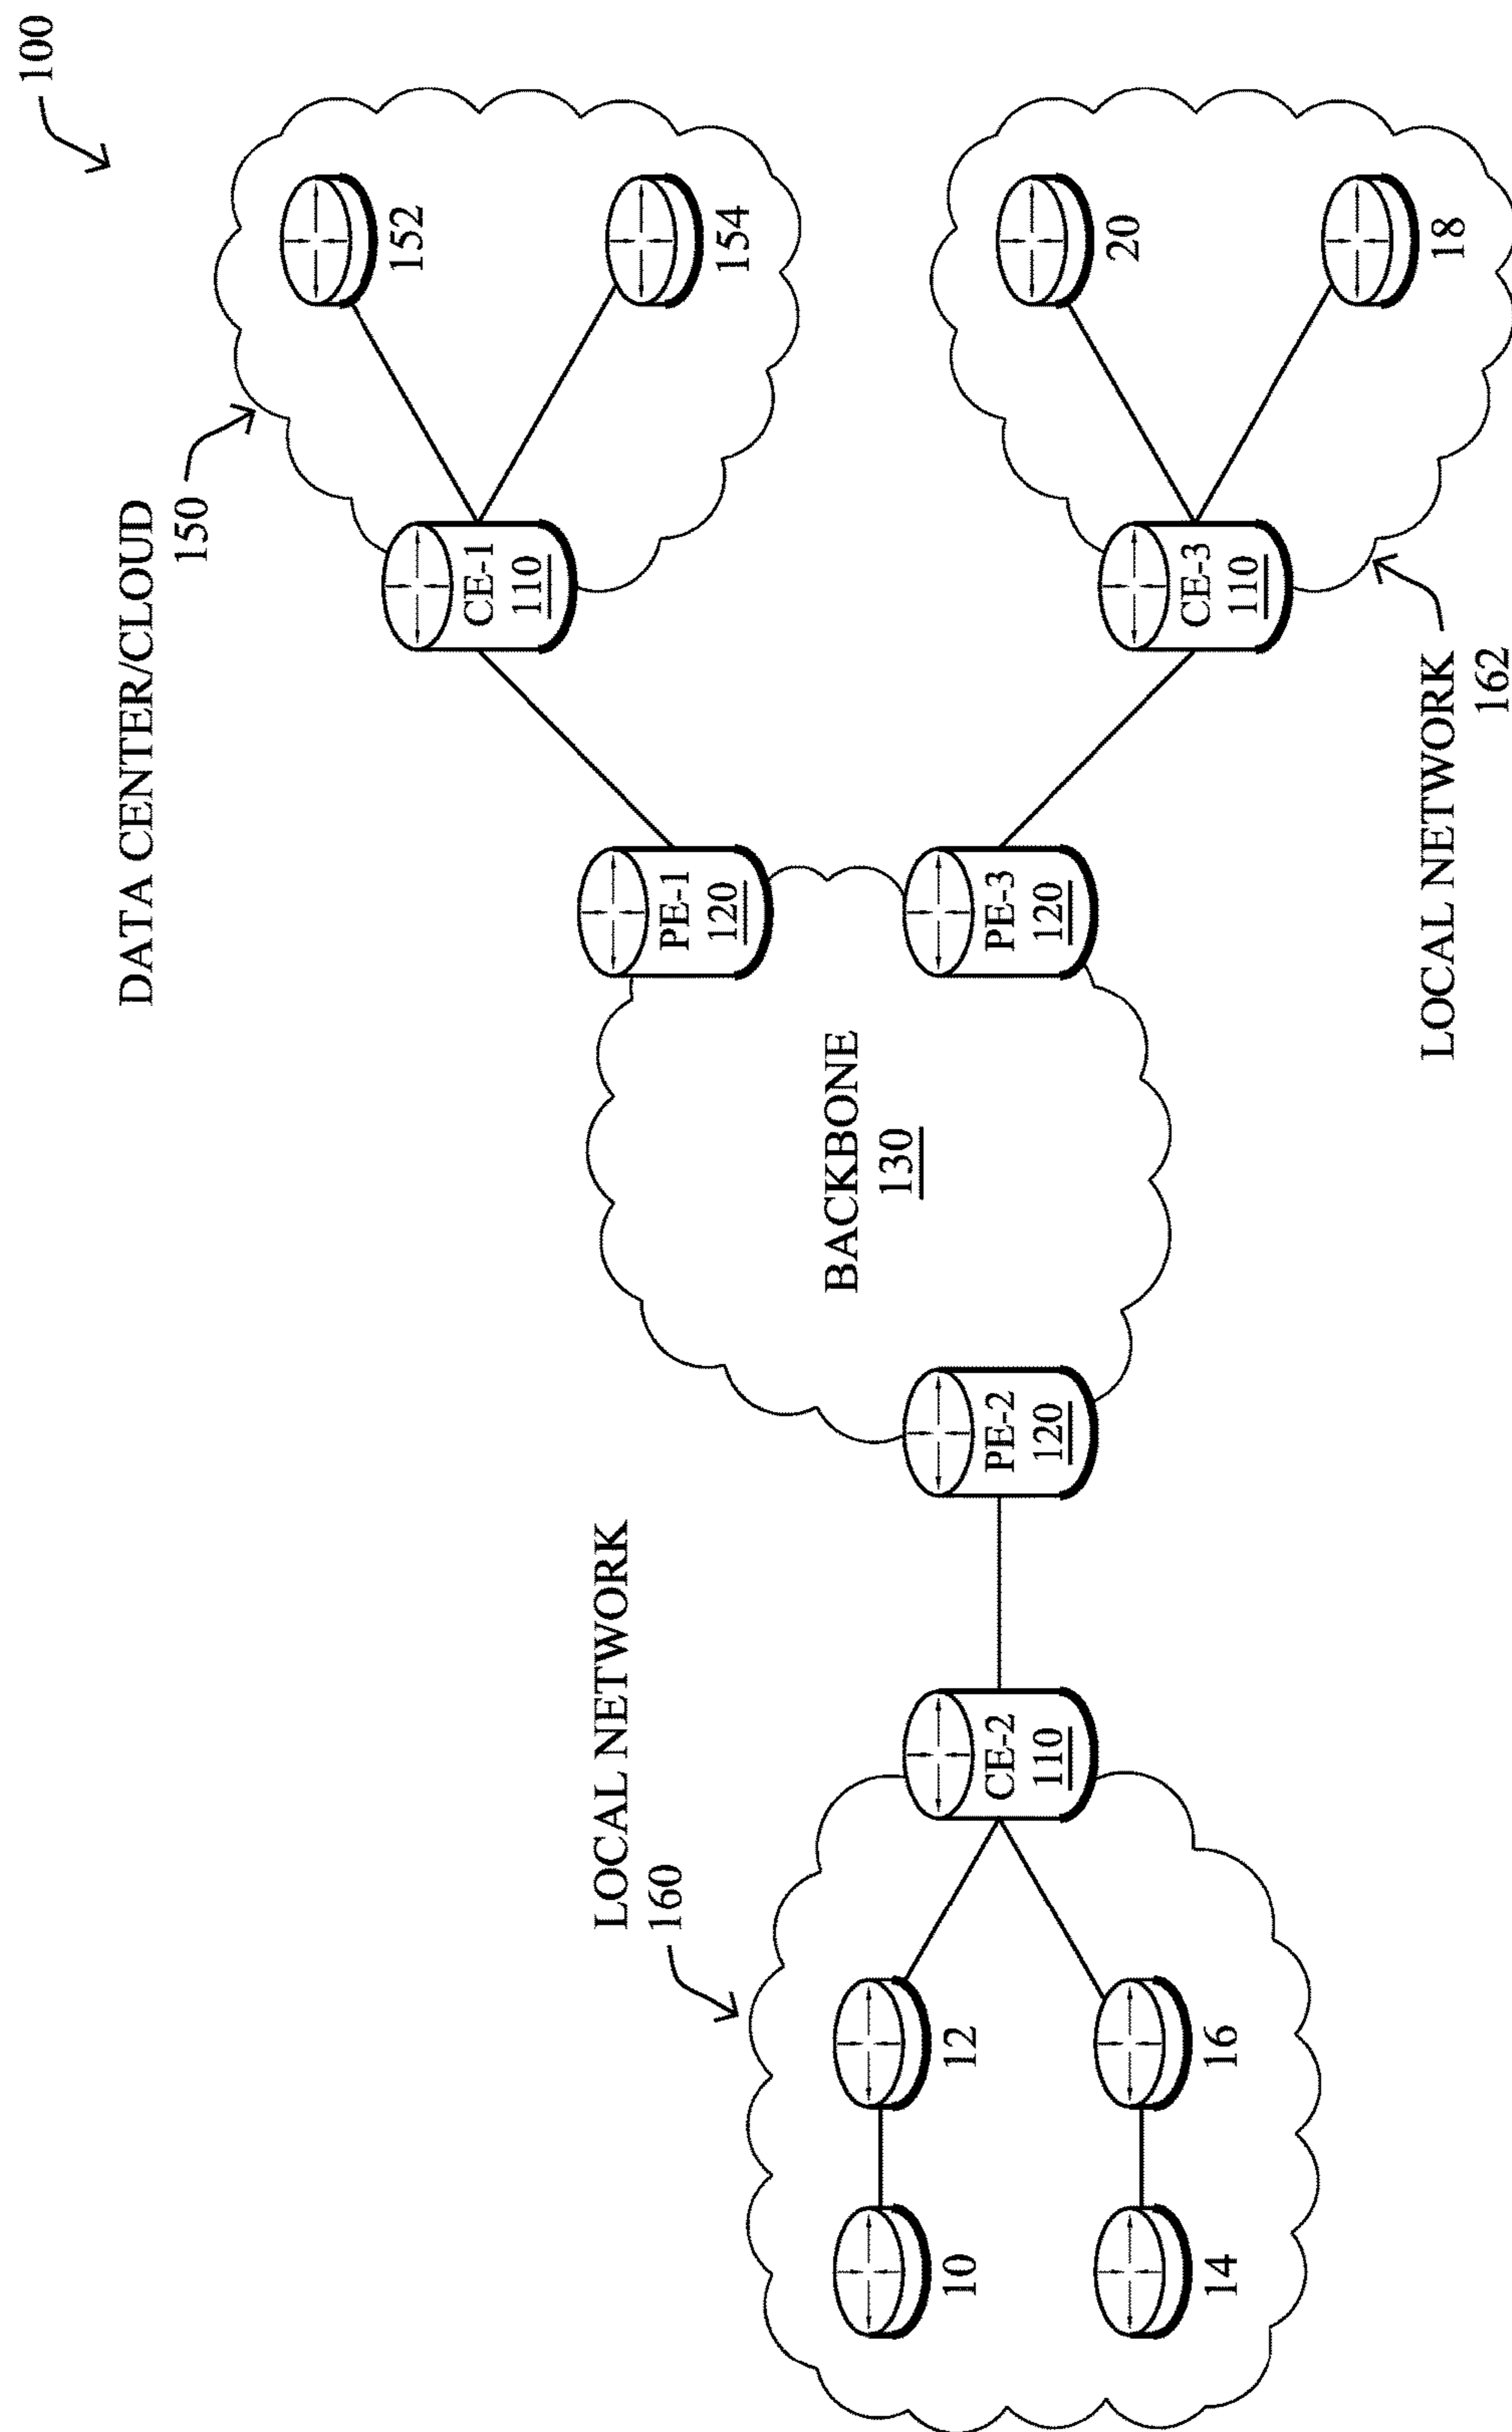 100
DATA CENTER/CLOUD
150
152
154
CE-1
110
PE-1
120
LOCAL NETWORK
160
BACKBONE
130
10
12
14
16
CE-2
110
PE-2
120
PE-3
120
CE-3
110
20
18
LOCAL NETWORK
162